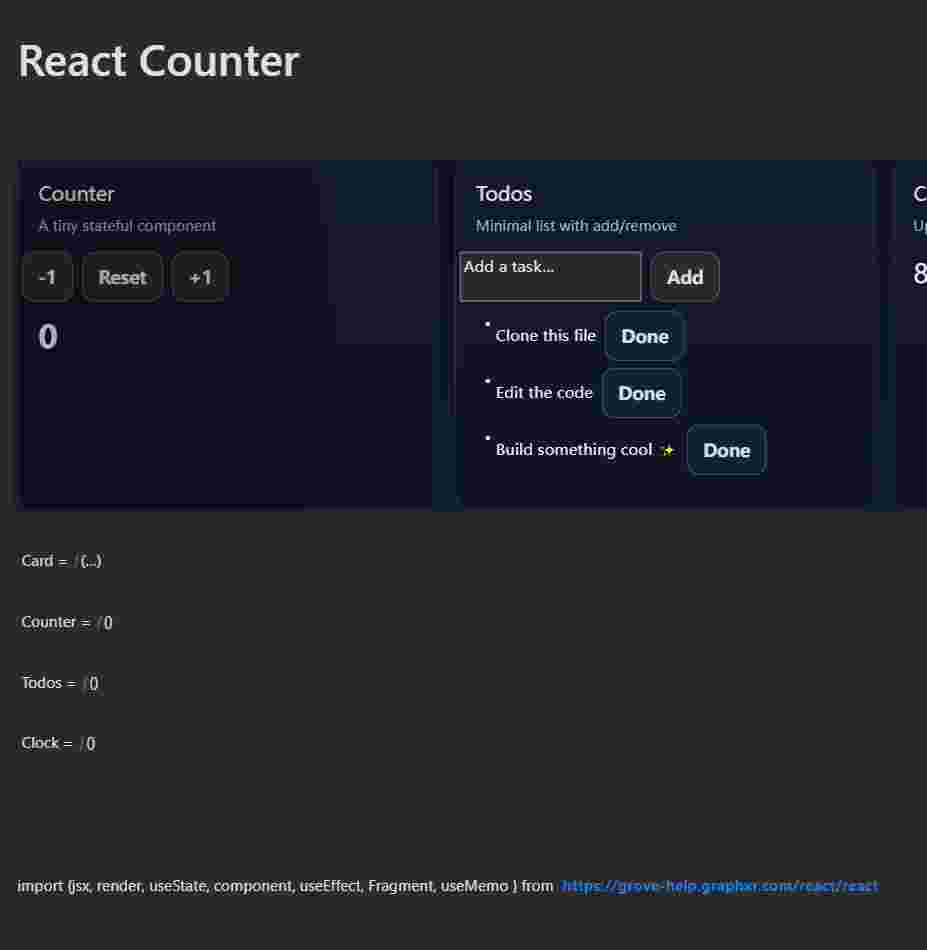 React Counter
Counter
A tiny stateful component
-1 Reset +1
0
Todos
Minimal list with add/remove
Add a task... Add
Clone this file Done
Edit the code Done
Build something cool ✨ Done
C
Up
8
Card = ƒ(...)
Counter = ƒ()
Todos = ƒ()
Clock = ƒ()
import {jsx, render, useState, component, useEffect, Fragment, useMemo } from https://grove-help.graphxr.com/react/react